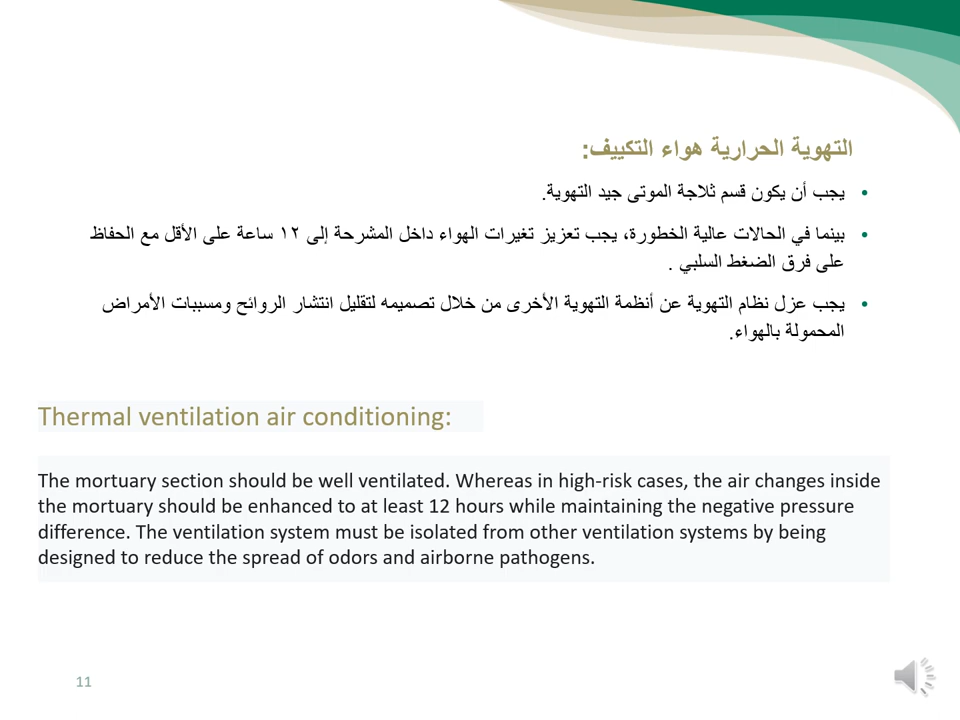 التهوية الحرارية هواء التكييف:
• يجب أن يكون قسم ثلاجة الموتى جيد التهوية.
• بينما في الحالات عالية الخطورة، يجب تعزيز تغيرات الهواء داخل المشرحة إلى ١٢ ساعة على الأقل مع الحفاظ
على فرق الضغط السلبي .
• يجب عزل نظام التهوية عن أنظمة التهوية الأخرى من خلال تصميمه لتقليل انتشار الروائح ومسببات الأمراض
المحمولة بالهواء.
Thermal ventilation air conditioning:
The mortuary section should be well ventilated. Whereas in high-risk cases, the air changes inside
the mortuary should be enhanced to at least 12 hours while maintaining the negative pressure
difference. The ventilation system must be isolated from other ventilation systems by being
designed to reduce the spread of odors and airborne pathogens.
11